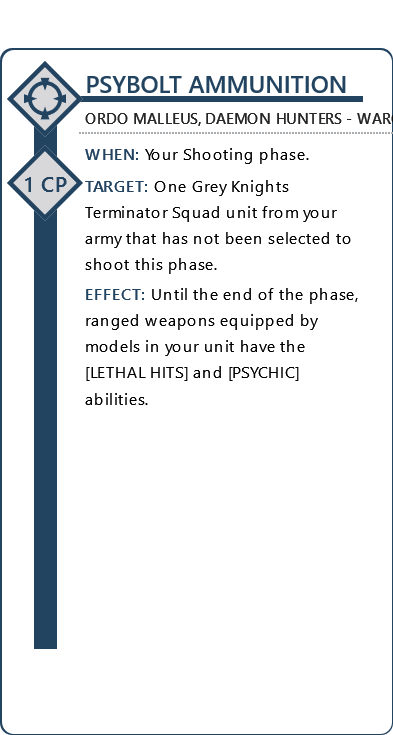 PSYBOLT AMMUNITION
ORDO MALLEUS, DAEMON HUNTERS - WAR
1 CP
WHEN: Your Shooting phase.
TARGET: One Grey Knights
Terminator Squad unit from your
army that has not been selected to
shoot this phase.
EFFECT: Until the end of the phase,
ranged weapons equipped by
models in your unit have the
[LETHAL HITS] and [PSYCHIC]
abilities.